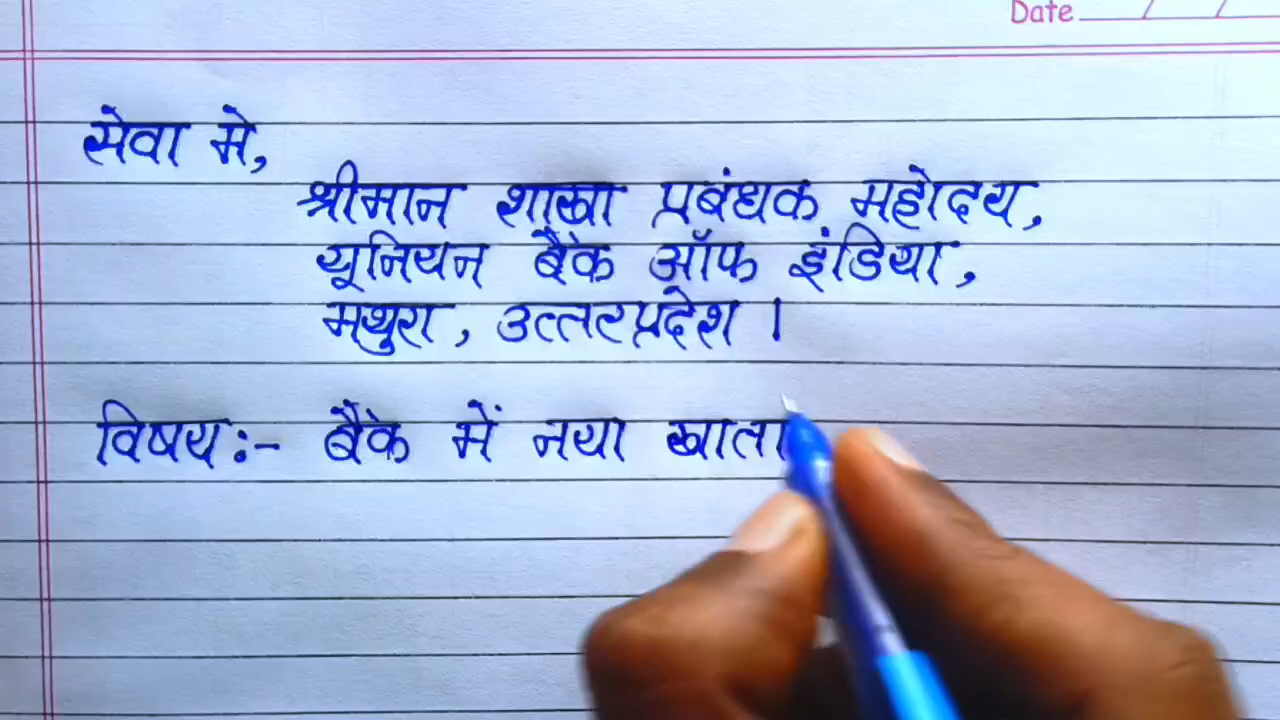 Date
सेवा मे,
श्रीमान शाखा प्रबंधक महोदय,
यूनियन बैंक ऑफ इंडिया,
मथुरा, उत्तरप्रदेश।
विषय:- बैंक में नया खाता